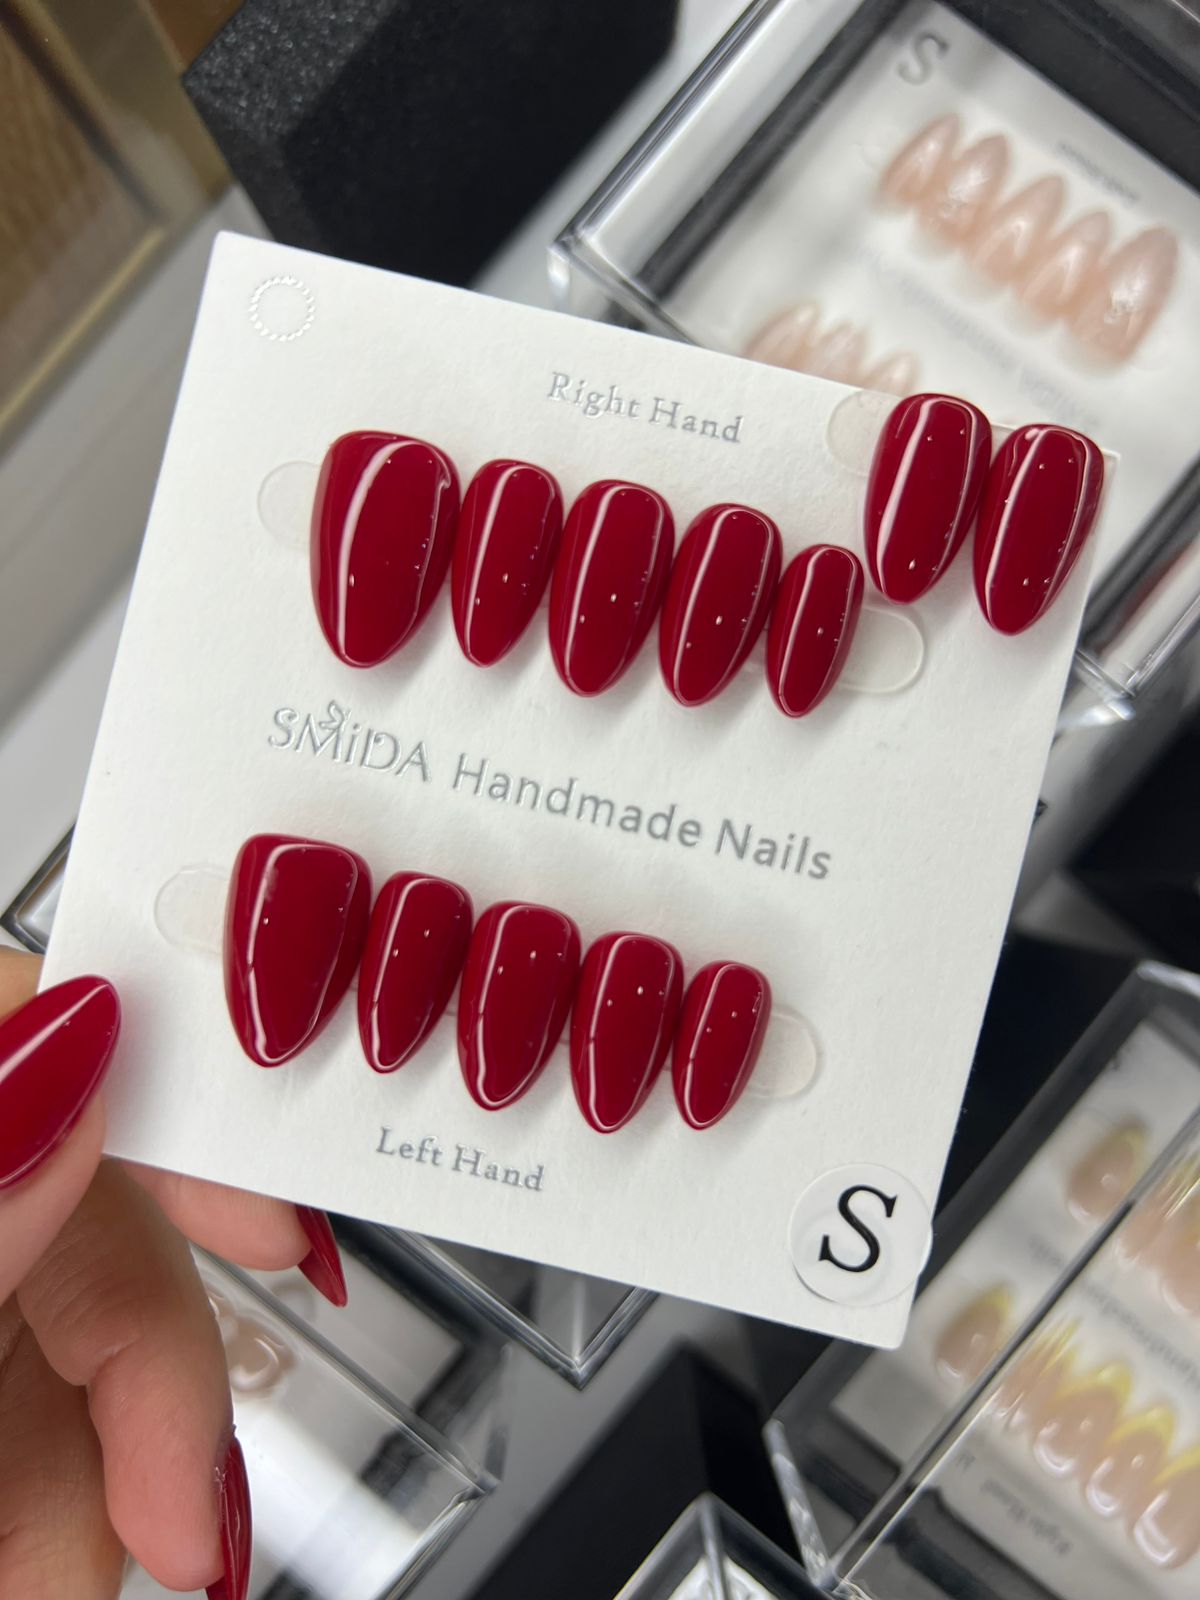 S
Right Hand
SMiDA Handmade Nails
Left Hand
S